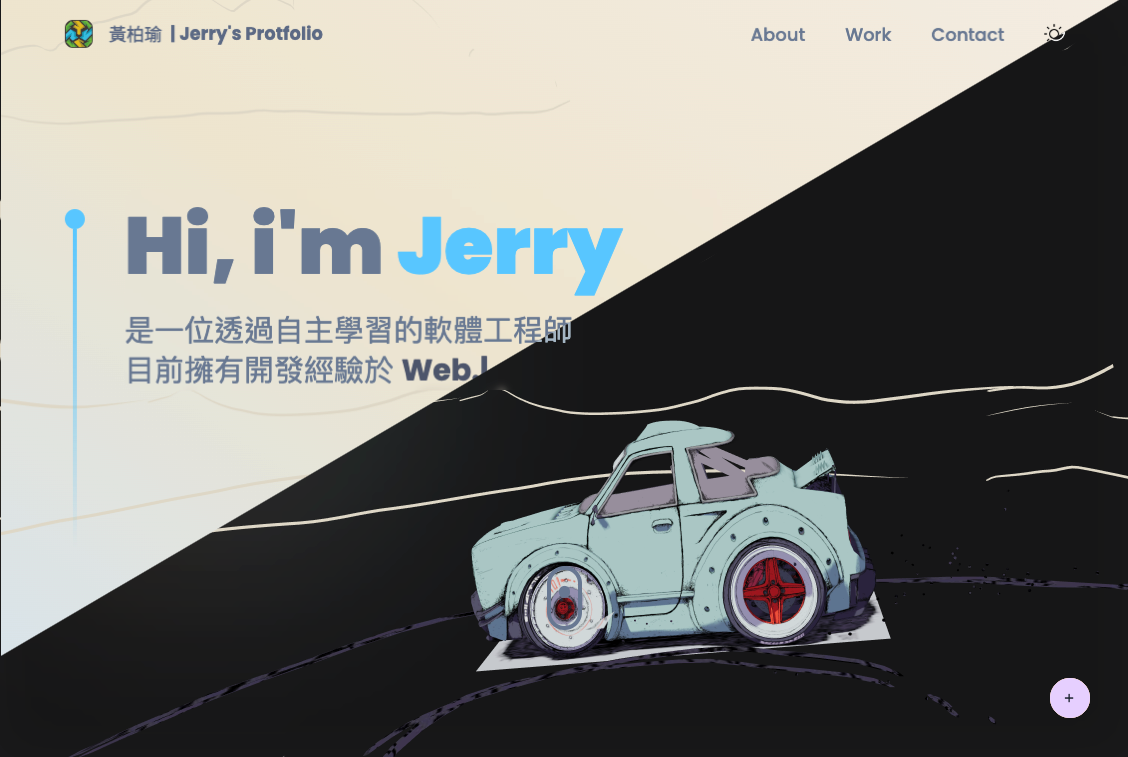 黃柏瑜 | Jerry's Protfolio
About
Work
Contact
Hi, i'm Jerry
是一位透過自主學習的軟體工程師
目前擁有開發經驗於 Web.|
+